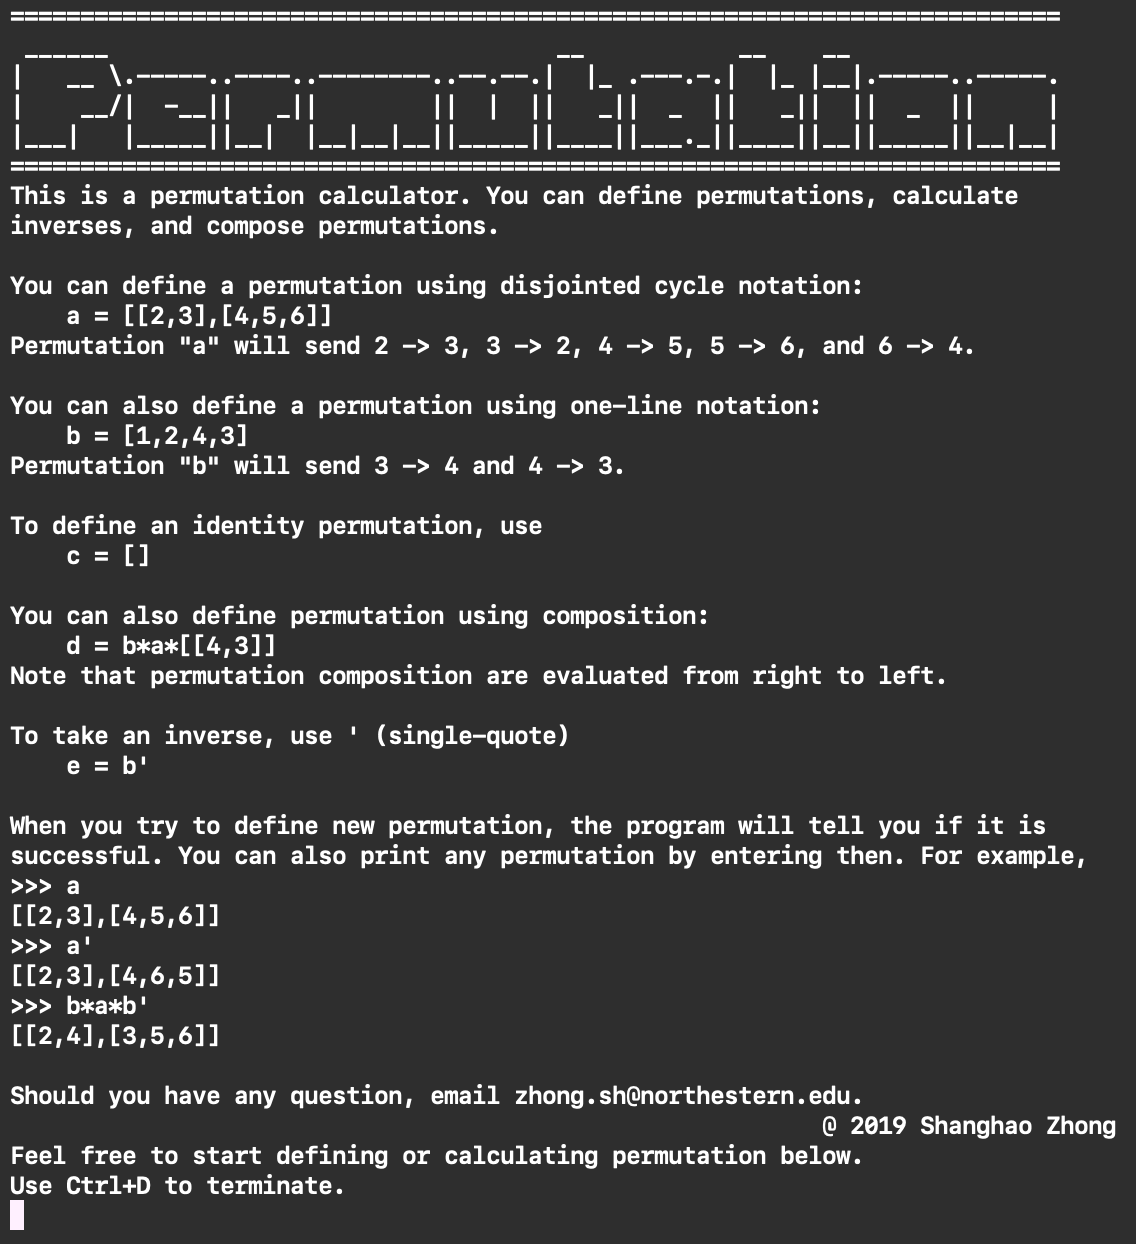 Permutation
This is a permutation calculator. You can define permutations, calculate
inverses, and compose permutations.
You can define a permutation using disjointed cycle notation:
a = [[2,3],[4,5,6]]
Permutation "a" will send 2 -> 3, 3 -> 2, 4 -> 5, 5 -> 6, and 6 -> 4.
You can also define a permutation using one-line notation:
b = [1,2,4,3]
Permutation "b" will send 3 -> 4 and 4 -> 3.
To define an identity permutation, use
c = []
You can also define permutation using composition:
d = b*a*[[4,3]]
Note that permutation composition are evaluated from right to left.
To take an inverse, use ' (single-quote)
e = b'
When you try to define new permutation, the program will tell you if it is
successful. You can also print any permutation by entering then. For example,
>>> a
[[2,3],[4,5,6]]
>>> a'
[[2,3],[4,6,5]]
>>> b*a*b'
[[2,4],[3,5,6]]
Should you have any question, email zhong.sh@northestern.edu.
@ 2019 Shanghao Zhong
Feel free to start defining or calculating permutation below.
Use Ctrl+D to terminate.